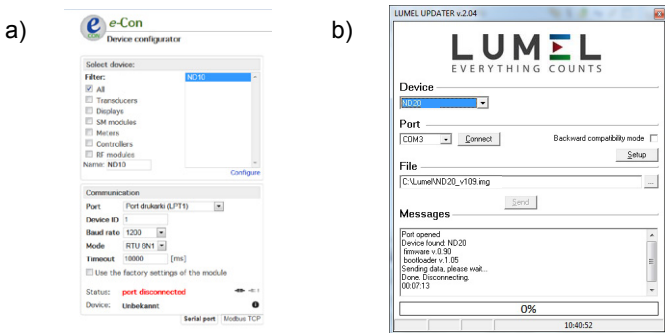 a)
e-Con
e-CON
Device configurator
Select device:
Filter:
All
Transducers
Displays
SM modules
Meters
Controllers
RF modules
Name: ND10
ND10
Configure
Communication
Port Port drukarki (LPT1)
Device ID 1
Baud rate 1200
Mode RTU 8N1
Timeout 10000 [ms]
Use the factory settings of the module
Status: port disconnected
Device: Unbekannt
Serial port Modbus TCP
b)
LUMEL UPDATER v.2.04
LUMEL
EVERYTHING COUNTS
Device
ND20
Port
COM3 Connect Backward compatibility mode
Setup
File
C:\Lumel\ND20_v109.img ...
Send
Messages
Port opened
Device found: ND20
firmware v.0.90
bootloader v.1.05
Sending data, please wait...
Done. Disconnecting.
00:07:13
0%
10:40:52